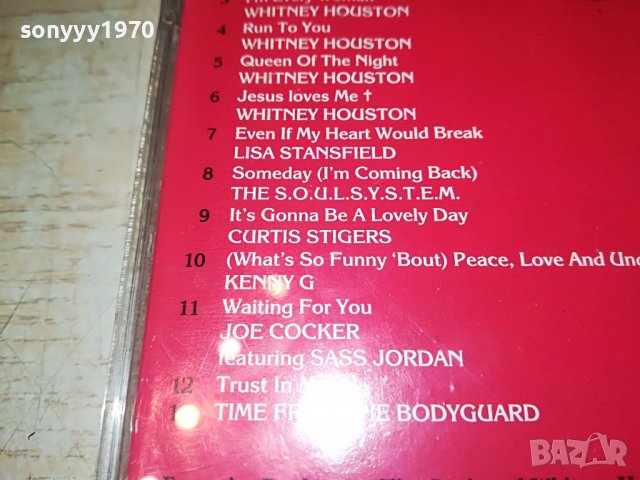 sonyyy1970
3
WHITNEY HOUSTON
4 Run To You
WHITNEY HOUSTON
5 Queen Of The Night
WHITNEY HOUSTON
6 Jesus loves Me †
WHITNEY HOUSTON
7 Even If My Heart Would Break
LISA STANSFIELD
8 Someday (I'm Coming Back)
THE S.O.U.L.S.Y.S.T.E.M.
9 It's Gonna Be A Lovely Day
CURTIS STIGERS
10 (What's So Funny 'Bout) Peace, Love And
KENNY G
11 Waiting For You
JOE COCKER
featuring SASS JORDAN
12 Trust In
TIME BODYGUARD
BAZAR
bg